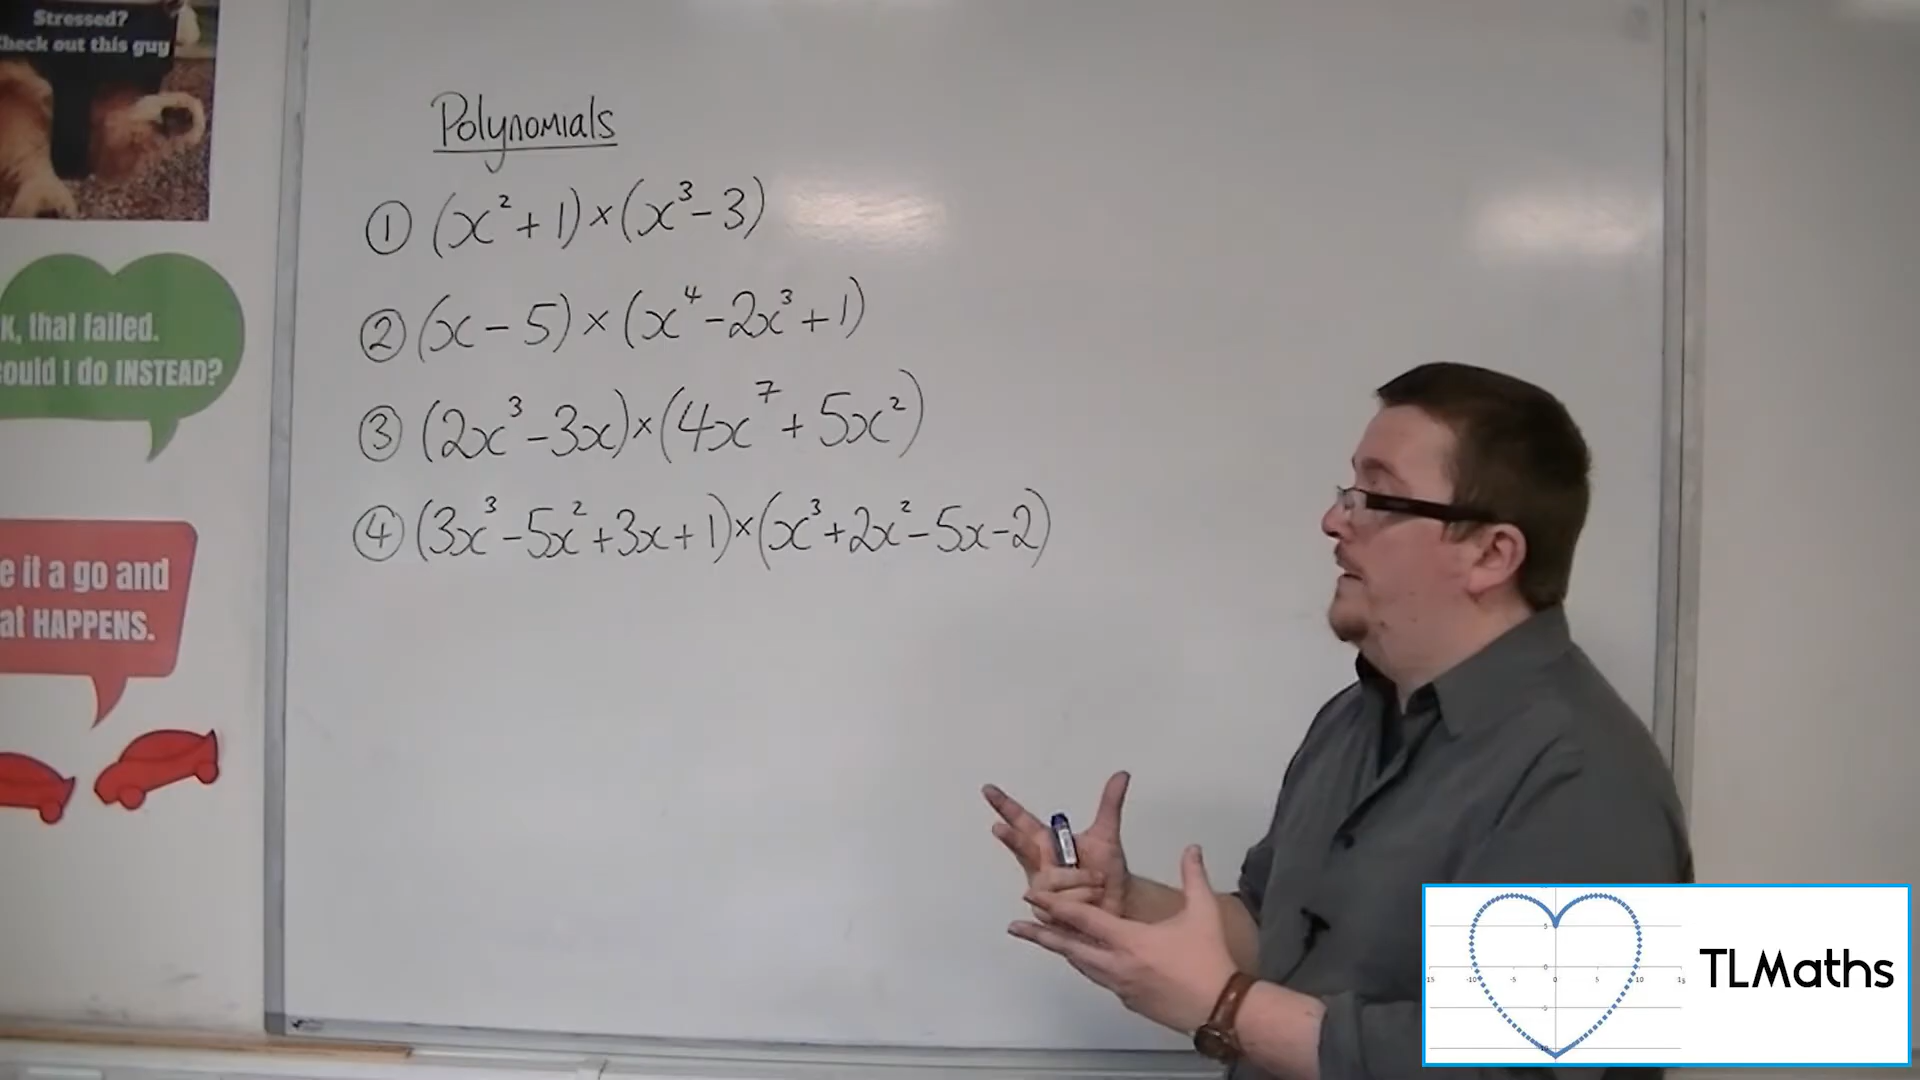 Stressed?
Check out this guy
Polynomials
① (x² + 1) × (x³ - 3)
② (x - 5) × (x⁴ - 2x³ + 1)
③ (2x³ - 3x) × (4x⁷ + 5x²)
④ (3x³ - 5x² + 3x + 1) × (x³ + 2x² - 5x - 2)
K, that failed.
ould I do INSTEAD?
e it a go and
at HAPPENS.
TLMaths